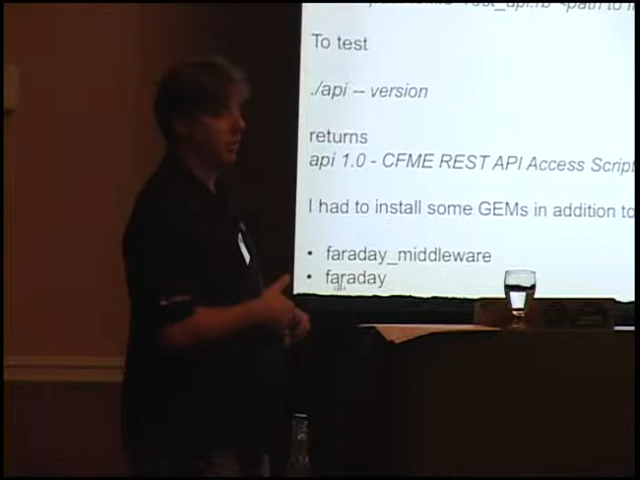 To test
./api -- version
returns
api 1.0 - CFME REST API Access Script
I had to install some GEMs in addition to
• faraday_middleware
• faraday